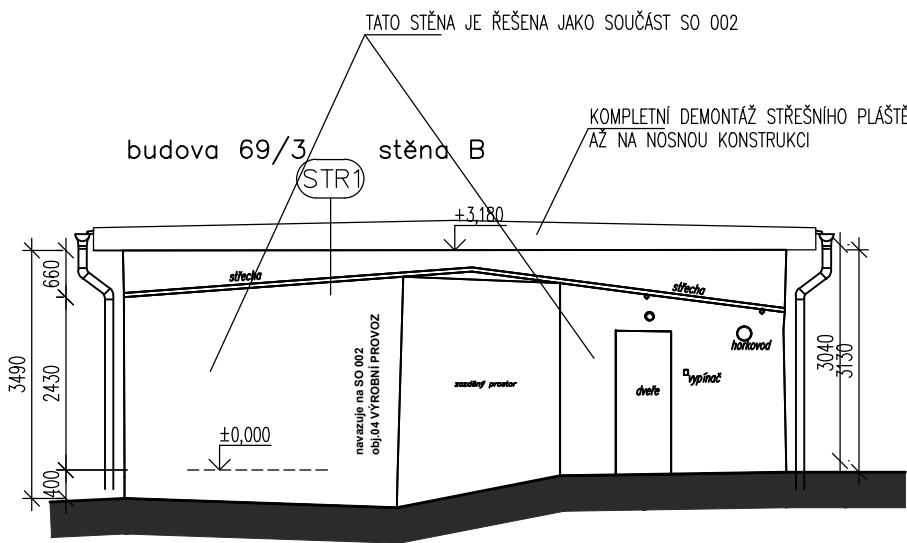 TATO STĚNA JE ŘEŠENA JAKO SOUČÁST SO 002
KOMPLETNÍ DEMONTÁŽ STŘEŠNÍHO PLÁŠTĚ
AŽ NA NOSNOU KONSTRUKCI
budova 69/3 stěna B
STR1
+3,180
střecha
střecha
660
3490
2430
400
navazuje na SO 002
obj.04 VÝROBNÍ PROVOZ
zazděný prostor
horkovod
vypínač
dveře
3040
3130
±0,000